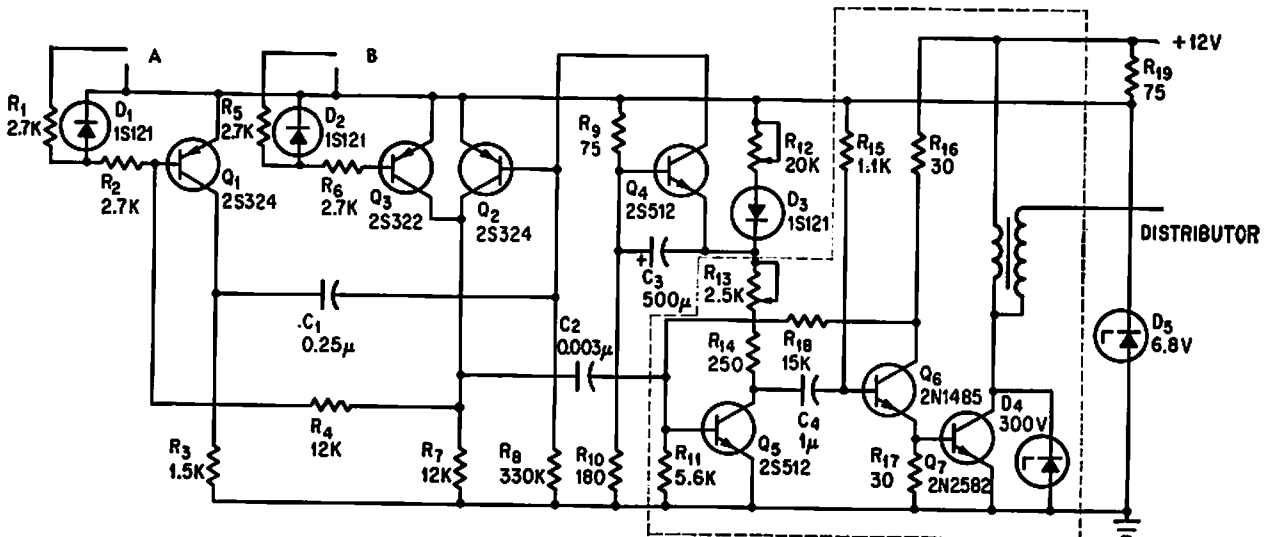 A
B
+12V
R1
2.7K
D1
1S121
R5
2.7K
D2
1S121
R9
75
R12
20K
R15
1.1K
R16
30
R19
75
R2
2.7K
Q1
2S324
R6
2.7K
Q3
2S322
Q2
2S324
Q4
2S512
D3
1S121
DISTRIBUTOR
+
C3
500μ
R13
2.5K
C1
0.25μ
C2
0.003μ
R14
250
R18
15K
D5
6.8V
Q6
2N1485
R4
12K
C4
1μ
D4
300V
R3
1.5K
R7
12K
R8
330K
R10
180
R11
5.6K
Q5
2S512
R17
30
Q7
2N2582